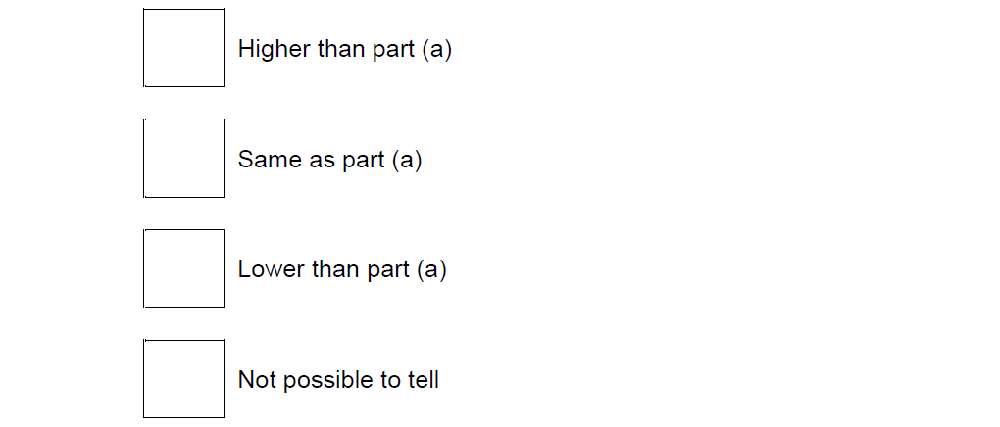 Higher than part (a)
Same as part (a)
Lower than part (a)
Not possible to tell